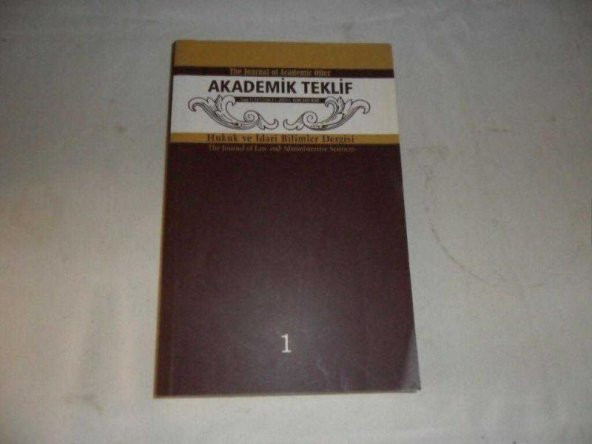 The Journal of Academic Offer
AKADEMİK TEKLİF
Hukuk ve İdari Bilimler Dergisi
The Journal of Law and Administrative Sciences
1